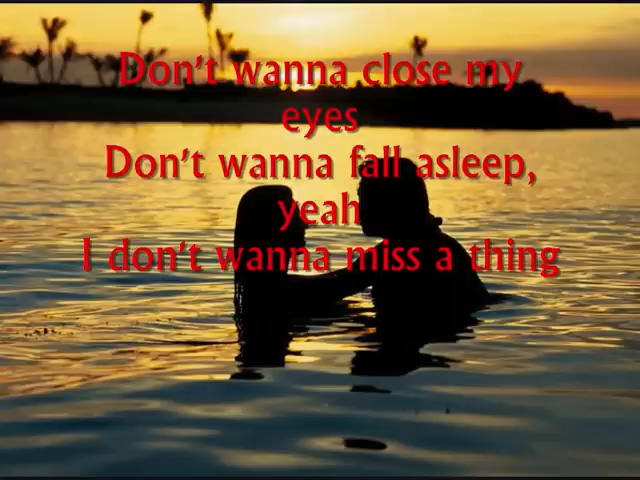 Don't wanna close my
eyes
Don't wanna fall asleep,
yeah
I don't wanna miss a thing